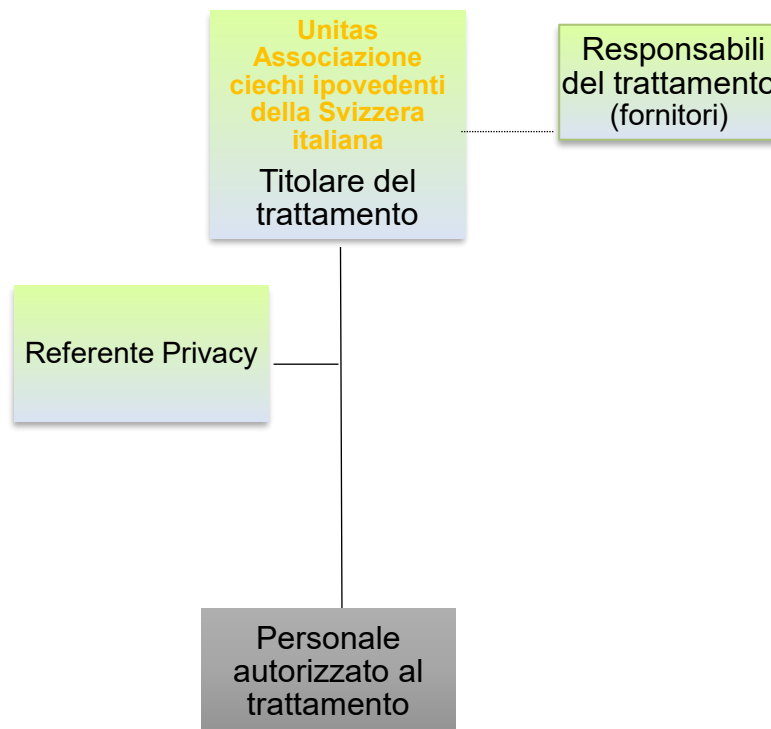 Unitas
Associazione
ciechi ipovedenti
della Svizzera
italiana
Titolare del
trattamento
Responsabili
del trattamento
(fornitori)
Referente Privacy
Personale
autorizzato al
trattamento